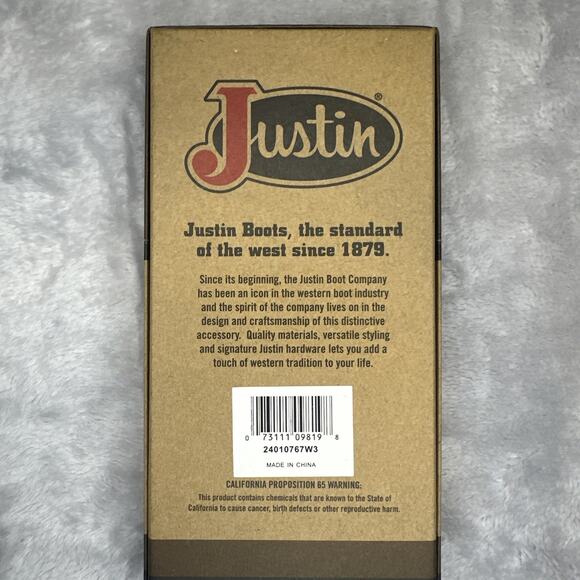 Justin®
Justin Boots, the standard
of the west since 1879.
Since its beginning, the Justin Boot Company
has been an icon in the western boot industry
and the spirit of the company lives on in the
design and craftsmanship of this distinctive
accessory. Quality materials, versatile styling
and signature Justin hardware lets you add a
touch of western tradition to your life.
0 73111 09819 8
24010767W3
MADE IN CHINA
CALIFORNIA PROPOSITION 65 WARNING:
This product contains chemicals that are known to the State of
California to cause cancer, birth defects or other reproductive harm.